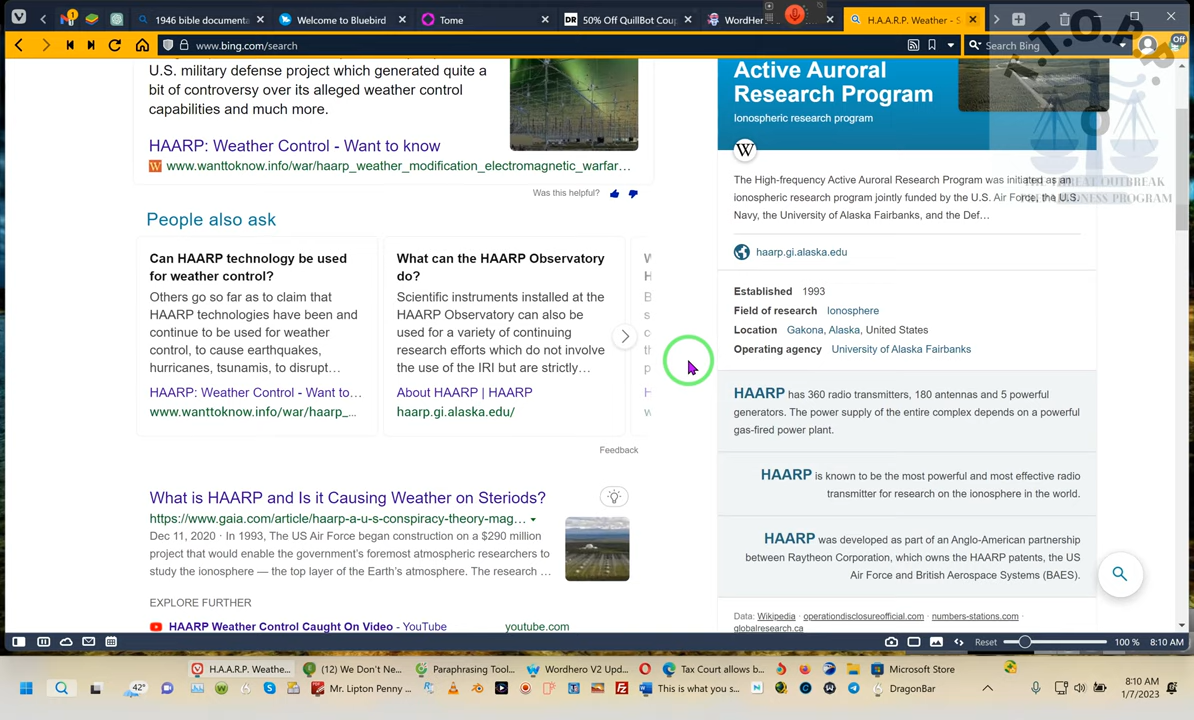 1946 bible documenta
Welcome to Bluebird
Tome
DR
50% Off QuillBot Cou
WordHer
H.A.A.R.P. Weather - S
www.bing.com/search
Search Bing
Off
T.O.R.P.
O
THE GREAT OUTBREAK
U.S. military defense project which generated quite a
bit of controversy over its alleged weather control
capabilities and much more.
HAARP: Weather Control - Want to know
W www.wanttoknow.info/war/haarp_weather_modification_electromagnetic_warfar...
Was this helpful?
People also ask
Can HAARP technology be used
for weather control?
Others go so far as to claim that
HAARP technologies have been and
continue to be used for weather
control, to cause earthquakes,
hurricanes, tsunamis, to disrupt...
HAARP: Weather Control - Want to...
www.wanttoknow.info/war/haarp_...
What can the HAARP Observatory
do?
Scientific instruments installed at the
HAARP Observatory can also be
used for a variety of continuing
research efforts which do not involve
the use of the IRI but are strictly...
About HAARP | HAARP
haarp.gi.alaska.edu/
Feedback
What is HAARP and Is it Causing Weather on Steriods?
https://www.gaia.com/article/haarp-a-u-s-conspiracy-theory-mag...
Dec 11, 2020 · In 1993, The US Air Force began construction on a $290 million
project that would enable the government's foremost atmospheric researchers to
study the ionosphere — the top layer of the Earth's atmosphere. The research ...
EXPLORE FURTHER
HAARP Weather Control Caught On Video - YouTube
youtube.com
Active Auroral
Research Program
Ionospheric research program
W
The High-frequency Active Auroral Research Program was initiated as an
ionospheric research program jointly funded by the U.S. Air Force, the U.S.
Navy, the University of Alaska Fairbanks, and the Def...
haarp.gi.alaska.edu
Established 1993
Field of research Ionosphere
Location Gakona, Alaska, United States
Operating agency University of Alaska Fairbanks
HAARP has 360 radio transmitters, 180 antennas and 5 powerful
generators. The power supply of the entire complex depends on a powerful
gas-fired power plant.
HAARP is known to be the most powerful and most effective radio
transmitter for research on the ionosphere in the world.
HAARP was developed as part of an Anglo-American partnership
between Raytheon Corporation, which owns the HAARP patents, the US
Air Force and British Aerospace Systems (BAES).
Data: Wikipedia · operationdisclosureofficial.com · numbers-stations.com ·
globalresearch.ca
Reset
100 %
8:10 AM
H.A.A.R.P. Weathe...
(12) We Don't Ne...
Paraphrasing Tool...
Wordhero V2 Upd...
Tax Court allows b...
Microsoft Store
42°
Mr. Lipton Penny ...
This is what you s...
DragonBar
8:10 AM
1/7/2023